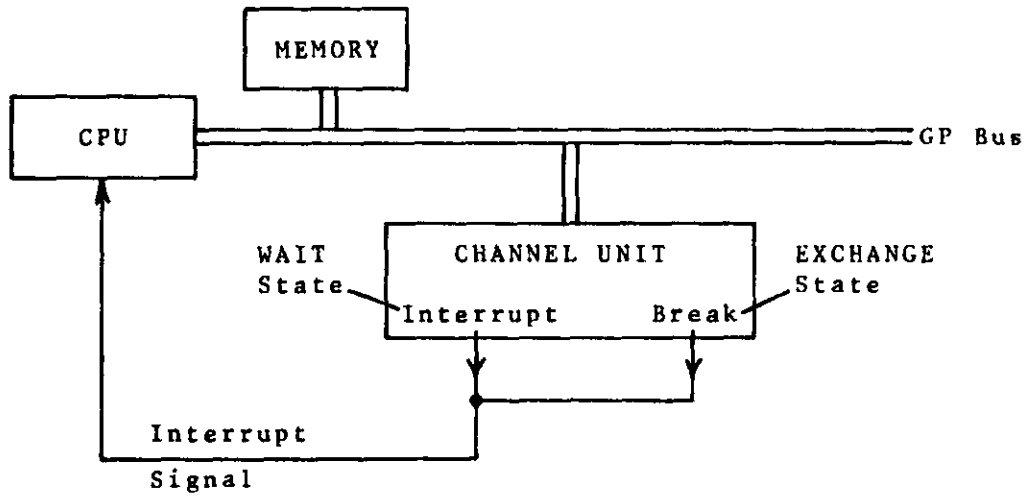 MEMORY
CPU
GP Bus
WAIT
State
CHANNEL UNIT
EXCHANGE
State
Interrupt
Break
Interrupt
Signal